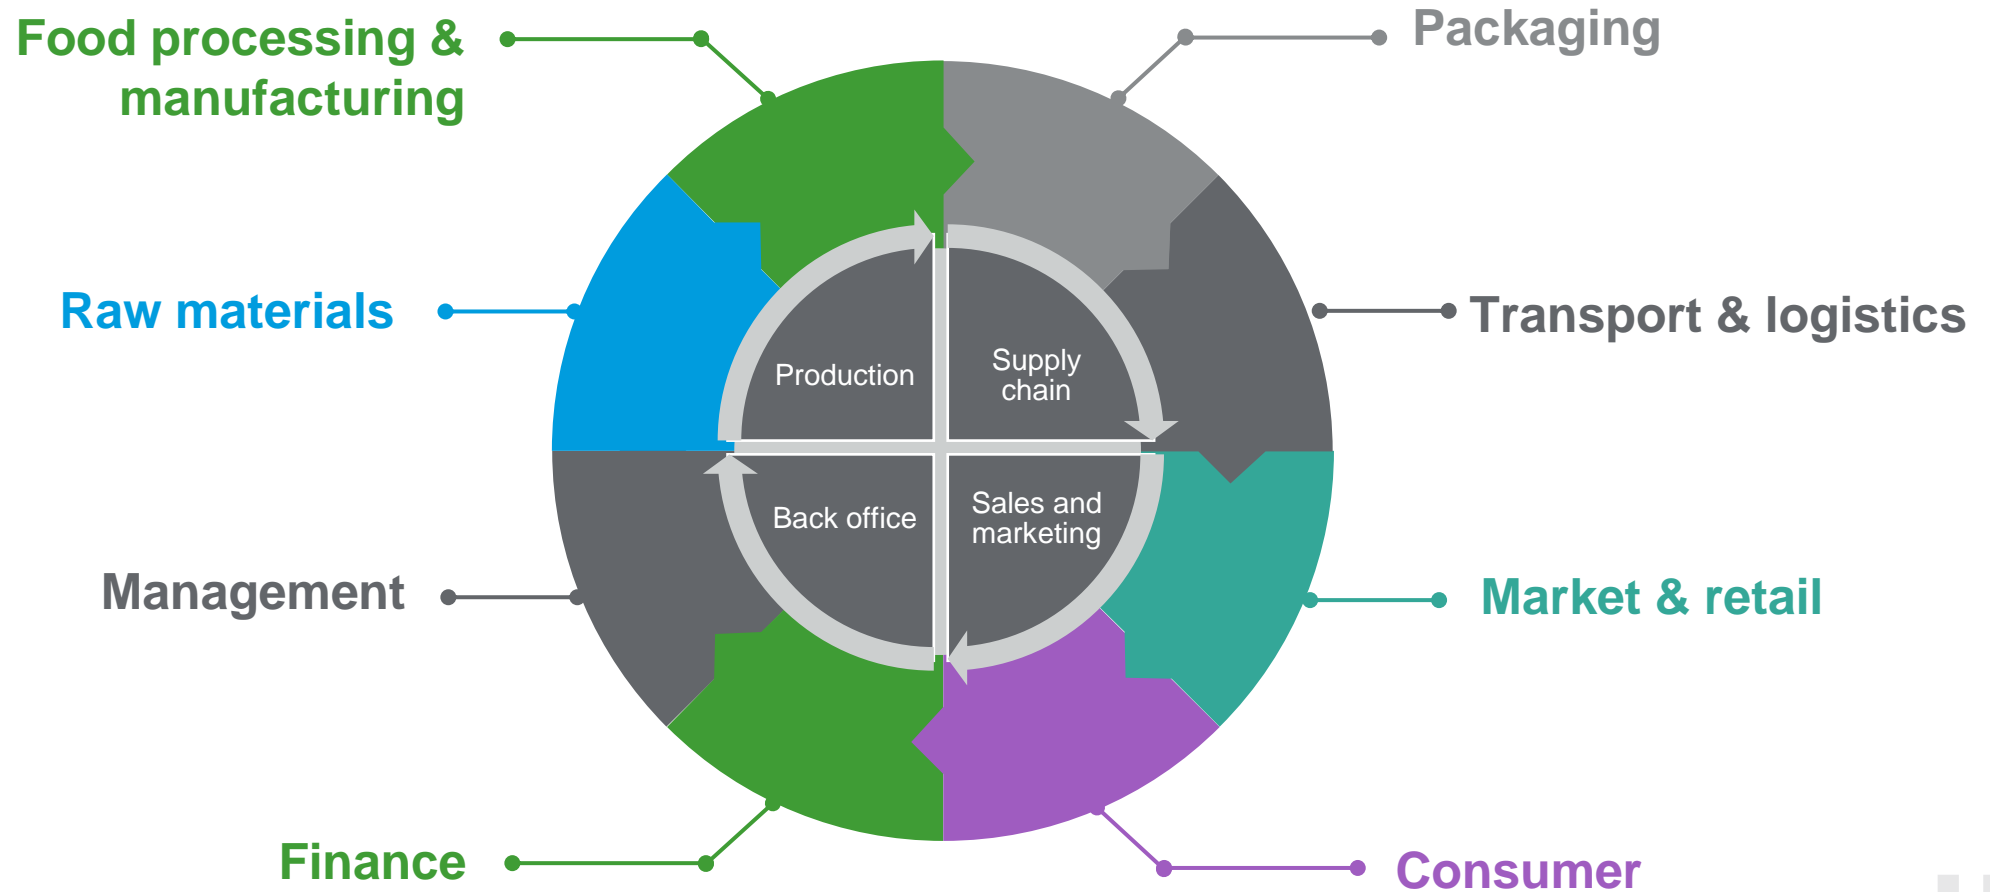 Food processing &
manufacturing
Packaging
Raw materials
Transport & logistics
Production
Supply
chain
Back office
Sales and
marketing
Management
Market & retail
Finance
Consumer